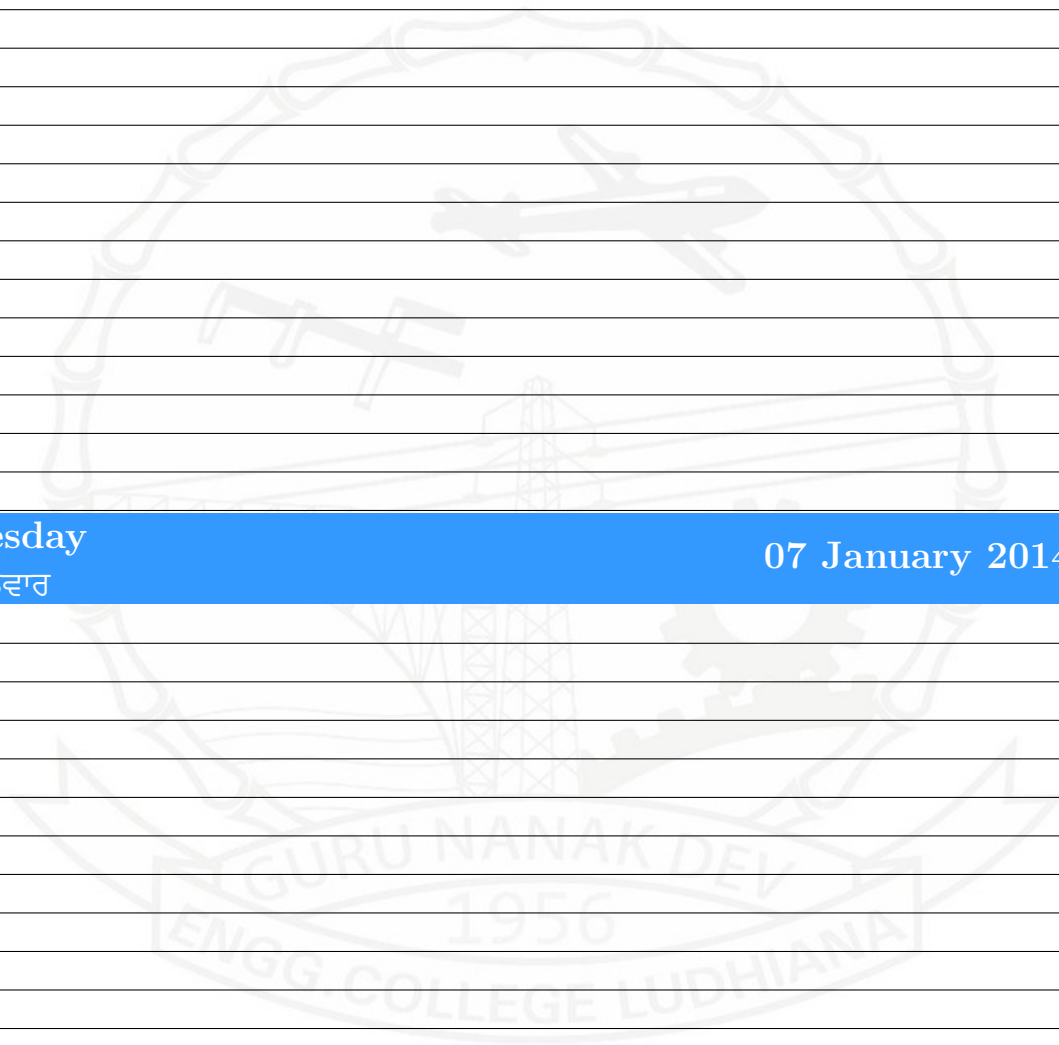 esday
07 January 2014
ਵਾਰ
GURU NANAK DEV
1956
ENGG. COLLEGE LUDHIANA